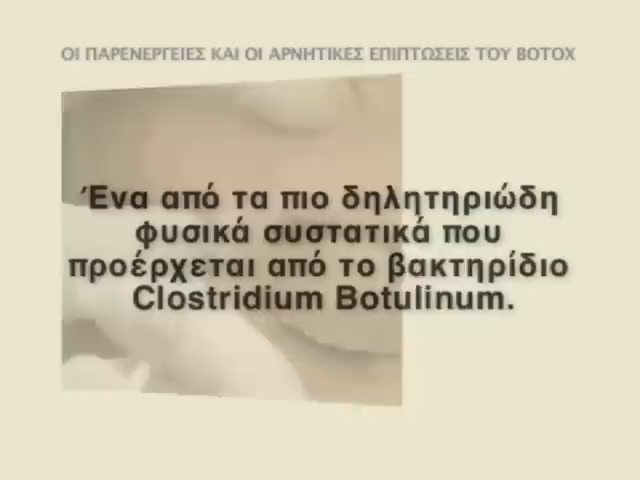 ΟΙ ΠΑΡΕΝΕΡΓΕΙΕΣ ΚΑΙ ΟΙ ΑΡΝΗΤΙΚΕΣ ΕΠΙΠΤΩΣΕΙΣ ΤΟΥ BOTOX
Ένα από τα πιο δηλητηριώδη
φυσικά συστατικά που
προέρχεται από το βακτηρίδιο
Clostridium Botulinum.